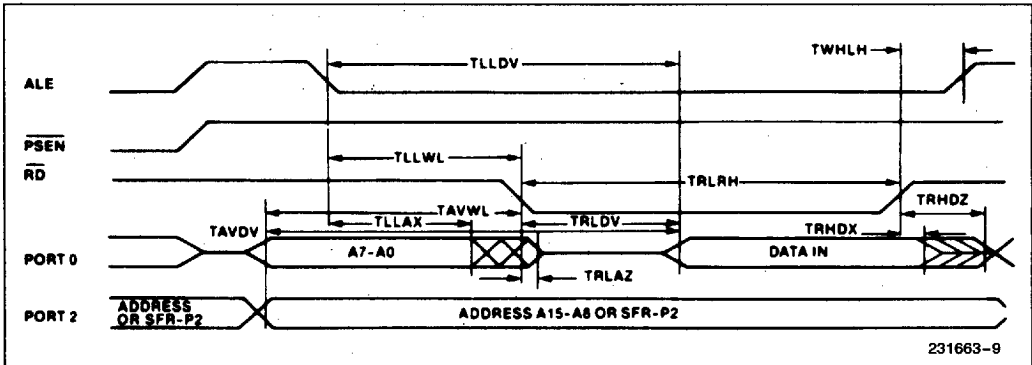 TWHLH
TLLDV
ALE
PSEN
TLLWL
RD
TRLRH
TAVWL
TRHDZ
TLLAX
TRLDV
TAVDV
TRHDX
PORT 0
A7-A0
DATA IN
TRLAZ
PORT 2
ADDRESS
OR SFR-P2
ADDRESS A15-A8 OR SFR-P2
231663-9